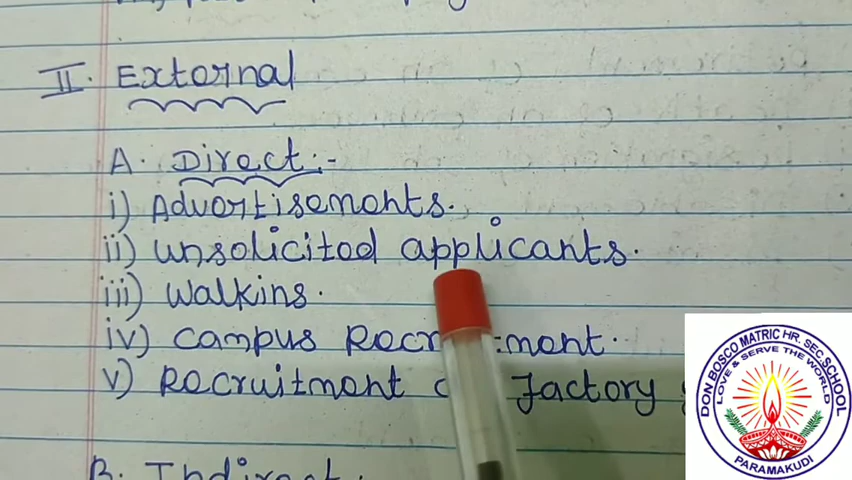 II. External
A. Direct:-
i) Advertisements.
ii) unsolicited applicants.
iii) walkins.
iv) campus
v) Recruitment Factory
B. Indirect.
DON BOSCO MATRIC HR. SEC. SCHOOL
LOVE & SERVE THE WORLD
PARAMAKUDI